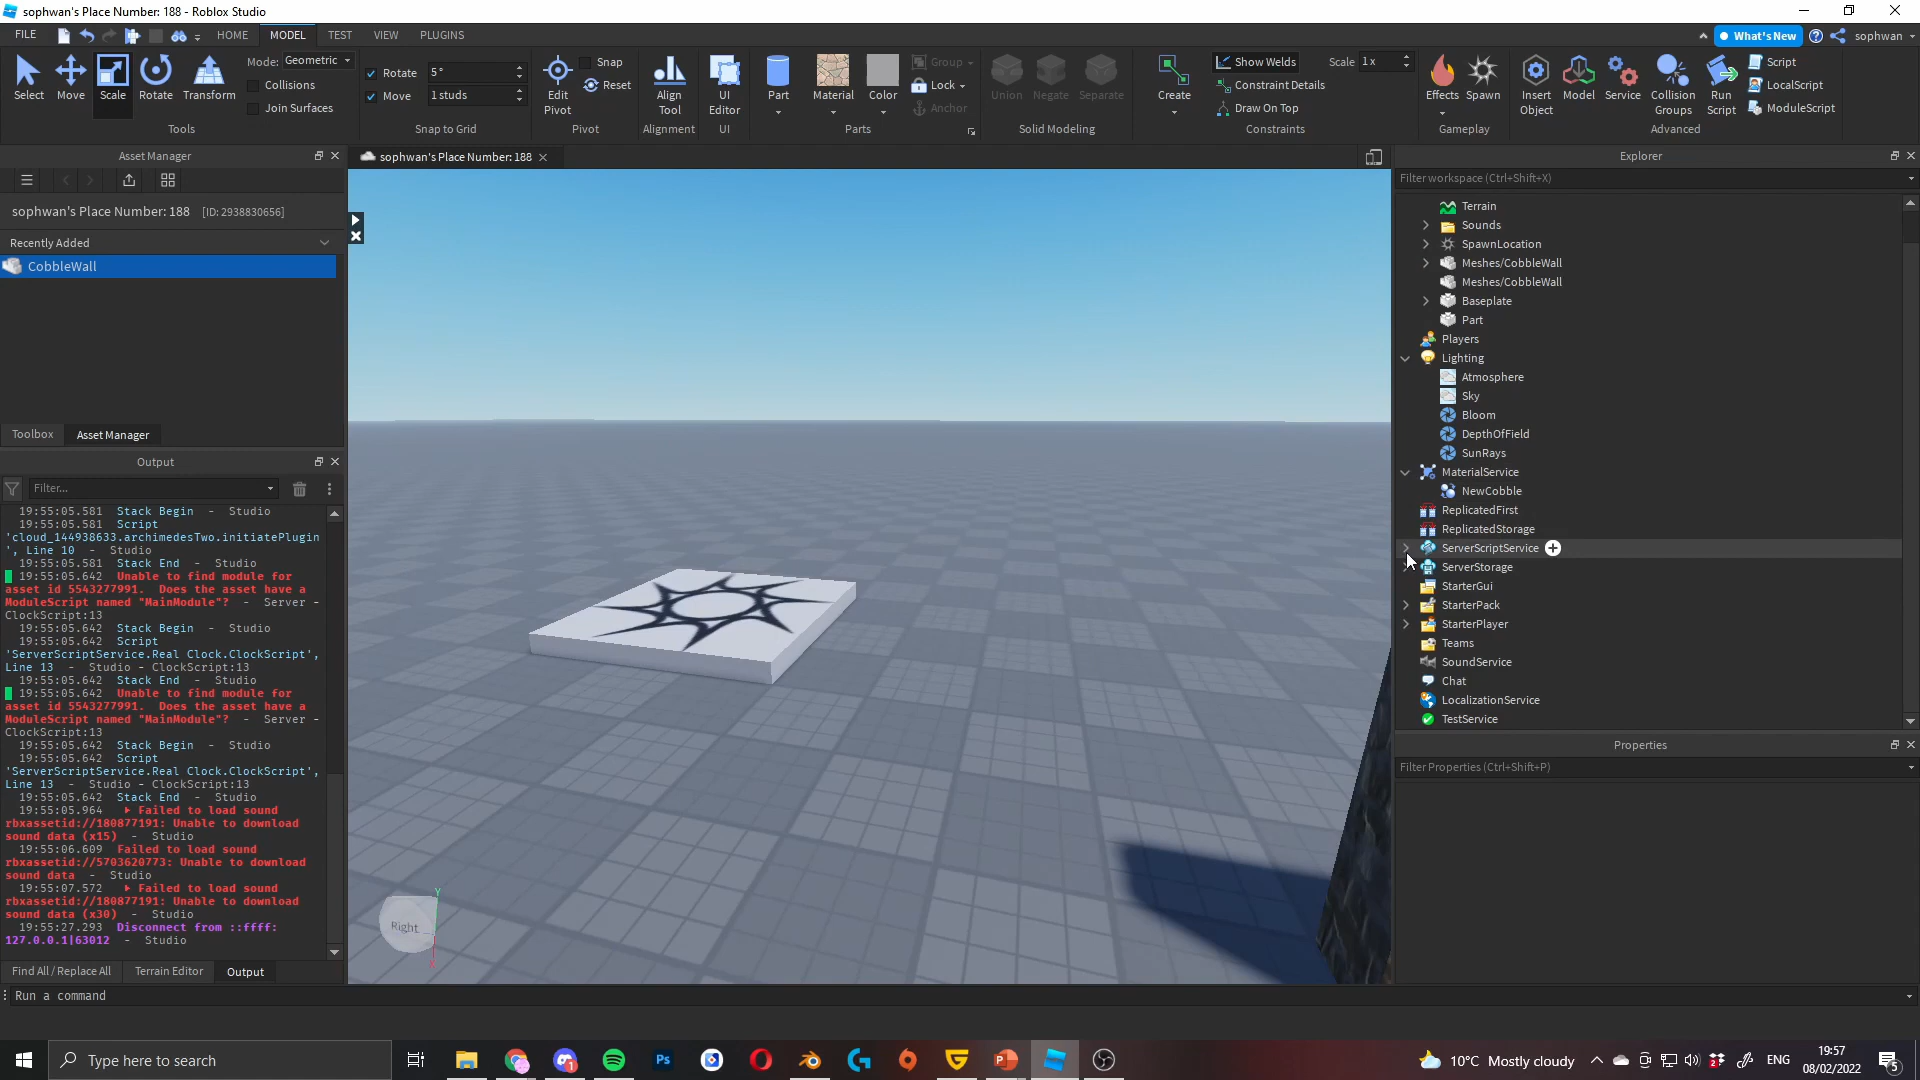 sophwan's Place Number: 188 - Roblox Studio
FILE
HOME
MODEL
TEST
VIEW
PLUGINS
What's New
sophwan
Select
Move
Scale
Rotate
Transform
Mode: Geometric
Collisions
Join Surfaces
Tools
Rotate 5 °
Move 1 studs
Snap to Grid
Edit
Pivot
Snap
Reset
Pivot
Align
Tool
Alignment
UI
Editor
UI
Part
Material
Color
Group
Lock
Anchor
Parts
Union
Negate
Separate
Solid Modeling
Create
Show Welds
Scale 1 x
Constraint Details
Draw On Top
Constraints
Effects
Spawn
Gameplay
Insert
Object
Model
Service
Collision
Groups
Run
Script
Script
LocalScript
ModuleScript
Advanced
Asset Manager
sophwan's Place Number: 188 [ID: 2938830656]
Recently Added
CobbleWall
Toolbox
Asset Manager
Output
Filter...
19:55:05.581 Stack Begin - Studio
19:55:05.581 Script
'cloud_144938633.archimedesTwo.initiatePlugin
', Line 10 - Studio
19:55:05.581 Stack End - Studio
19:55:05.642 Unable to find module for
asset id 5543277991. Does the asset have a
ModuleScript named "MainModule"? - Server -
ClockScript:13
19:55:05.642 Stack Begin - Studio
19:55:05.642 Script
'ServerScriptService.Real Clock.ClockScript',
Line 13 - Studio - ClockScript:13
19:55:05.642 Stack End - Studio
19:55:05.642 Unable to find module for
asset id 5543277991. Does the asset have a
ModuleScript named "MainModule"? - Server -
ClockScript:13
19:55:05.642 Stack Begin - Studio
19:55:05.642 Script
'ServerScriptService.Real Clock.ClockScript',
Line 13 - Studio - ClockScript:13
19:55:05.642 Stack End - Studio
19:55:05.964 Failed to load sound
rbxassetid://180877191: Unable to download
sound data (x15) - Studio
19:55:06.609 Failed to load sound
rbxassetid://5703620773: Unable to download
sound data - Studio
19:55:07.572 Failed to load sound
rbxassetid://180877191: Unable to download
sound data (x30) - Studio
19:55:27.293 Disconnect from ::ffff:
127.0.0.1|63012 - Studio
Find All / Replace All
Terrain Editor
Output
Run a command
sophwan's Place Number: 188
Right
Y
X
Explorer
Filter workspace (Ctrl+Shift+X)
Terrain
Sounds
SpawnLocation
Meshes/CobbleWall
Meshes/CobbleWall
Baseplate
Part
Players
Lighting
Atmosphere
Sky
Bloom
DepthOfField
SunRays
MaterialService
NewCobble
ReplicatedFirst
ReplicatedStorage
ServerScriptService
ServerStorage
StarterGui
StarterPack
StarterPlayer
Teams
SoundService
Chat
LocalizationService
TestService
Properties
Filter Properties (Ctrl+Shift+P)
Type here to search
10°C Mostly cloudy
ENG
19:57
08/02/2022
5